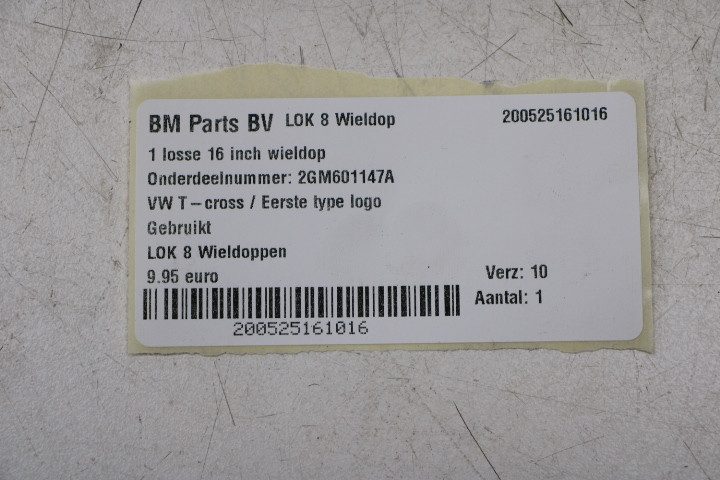 BM Parts BV LOK 8 Wieldop 200525161016
1 losse 16 inch wieldop
Onderdeelnummer: 2GM601147A
VW T-cross / Eerste type logo
Gebruikt
LOK 8 Wieldoppen
9.95 euro Verz: 10
Aantal: 1
200525161016